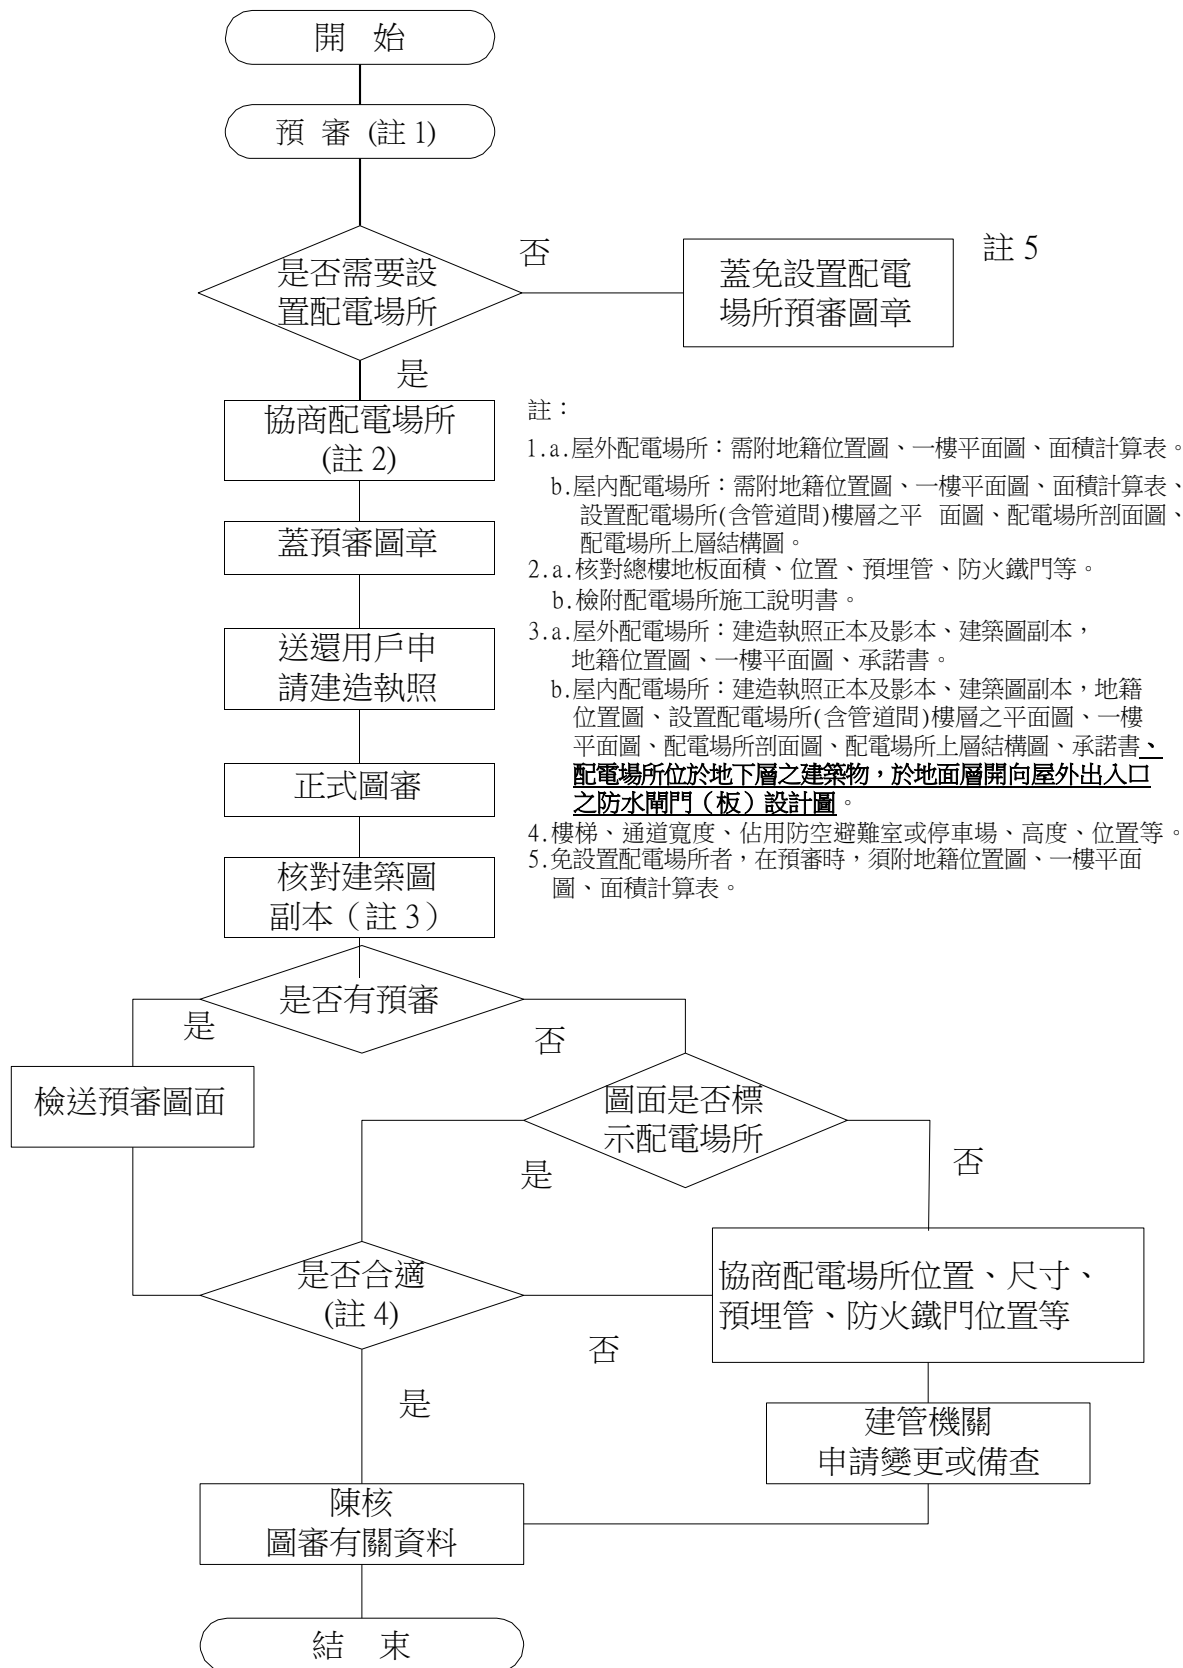 開 始
預 審 (註 1)
是否需要設
置配電場所
否
蓋免設置配電
場所預審圖章
註 5
是
協商配電場所
(註 2)
蓋預審圖章
送還用戶申
請建造執照
正式圖審
核對建築圖
副本（註 3）
註：
1.a.屋外配電場所：需附地籍位置圖、一樓平面圖、面積計算表。
b.屋內配電場所：需附地籍位置圖、一樓平面圖、面積計算表、
設置配電場所(含管道間)樓層之平 面圖、配電場所剖面圖、
配電場所上層結構圖。
2.a.核對總樓地板面積、位置、預埋管、防火鐵門等。
b.檢附配電場所施工說明書。
3.a.屋外配電場所：建造執照正本及影本、建築圖副本，
地籍位置圖、一樓平面圖、承諾書。
b.屋內配電場所：建造執照正本及影本、建築圖副本，地籍
位置圖、設置配電場所(含管道間)樓層之平面圖、一樓
平面圖、配電場所剖面圖、配電場所上層結構圖、承諾書、
配電場所位於地下層之建築物，於地面層開向屋外出入口
之防水閘門（板）設計圖。
4.樓梯、通道寬度、佔用防空避難室或停車場、高度、位置等。
5.免設置配電場所者，在預審時，須附地籍位置圖、一樓平面
圖、面積計算表。
是否有預審
是
否
檢送預審圖面
圖面是否標
示配電場所
是
否
是否合適
(註 4)
否
是
協商配電場所位置、尺寸、
預埋管、防火鐵門位置等
建管機關
申請變更或備查
陳核
圖審有關資料
結 束